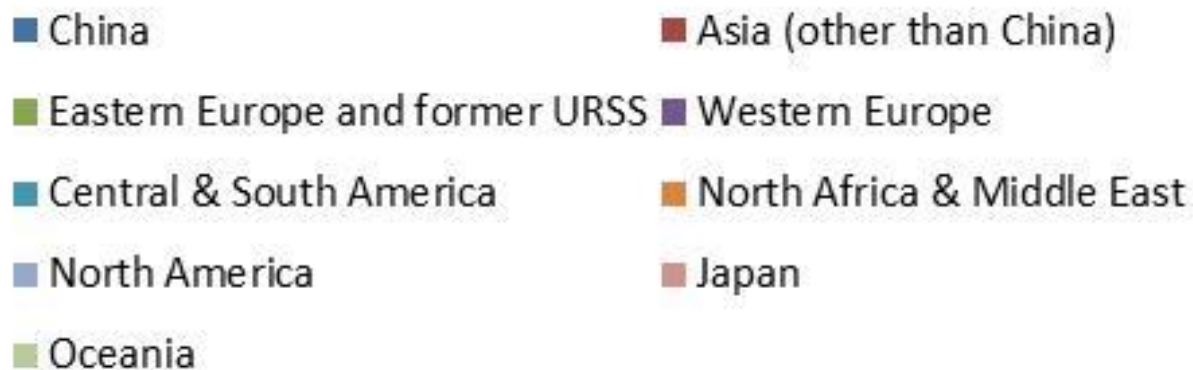 China
Asia (other than China)
Eastern Europe and former URSS
Western Europe
Central & South America
North Africa & Middle East
North America
Japan
Oceania